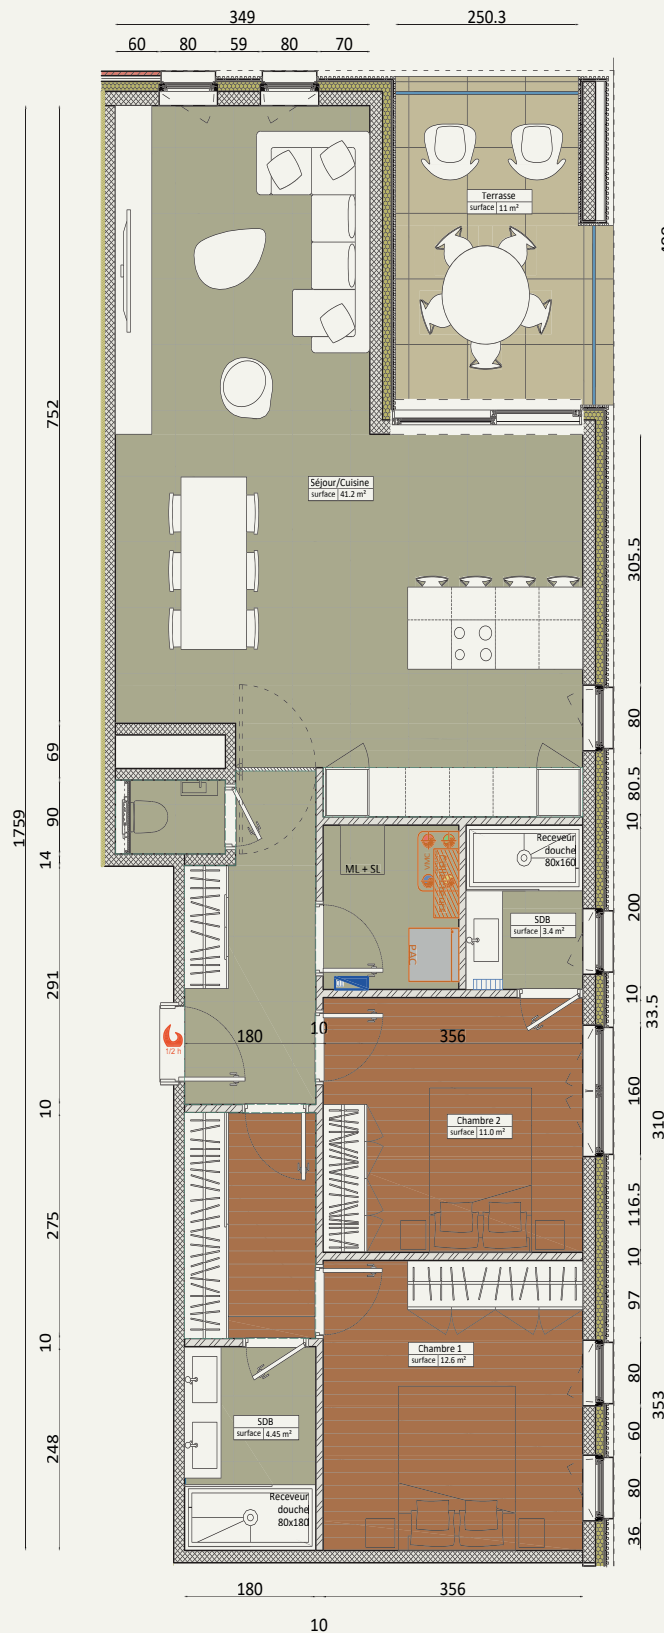 349
250.3
60
80
59
80
70
Terrasse
surface 11 m²
752
Séjour/Cuisine
surface 41.2 m²
305.5
80
69
80.5
90
10
14
1759
ML + SL
VMC
PAC
Receveur
douche
80x160
SDB
surface 3.4 m²
200
291
10
33.5
1/2 h
180
10
356
160
310
10
Chambre 2
surface 11.0 m²
116.5
275
10
97
10
Chambre 1
surface 12.6 m²
80
353
SDB
surface 4.45 m²
60
248
80
Receveur
douche
80x180
36
180
356
10